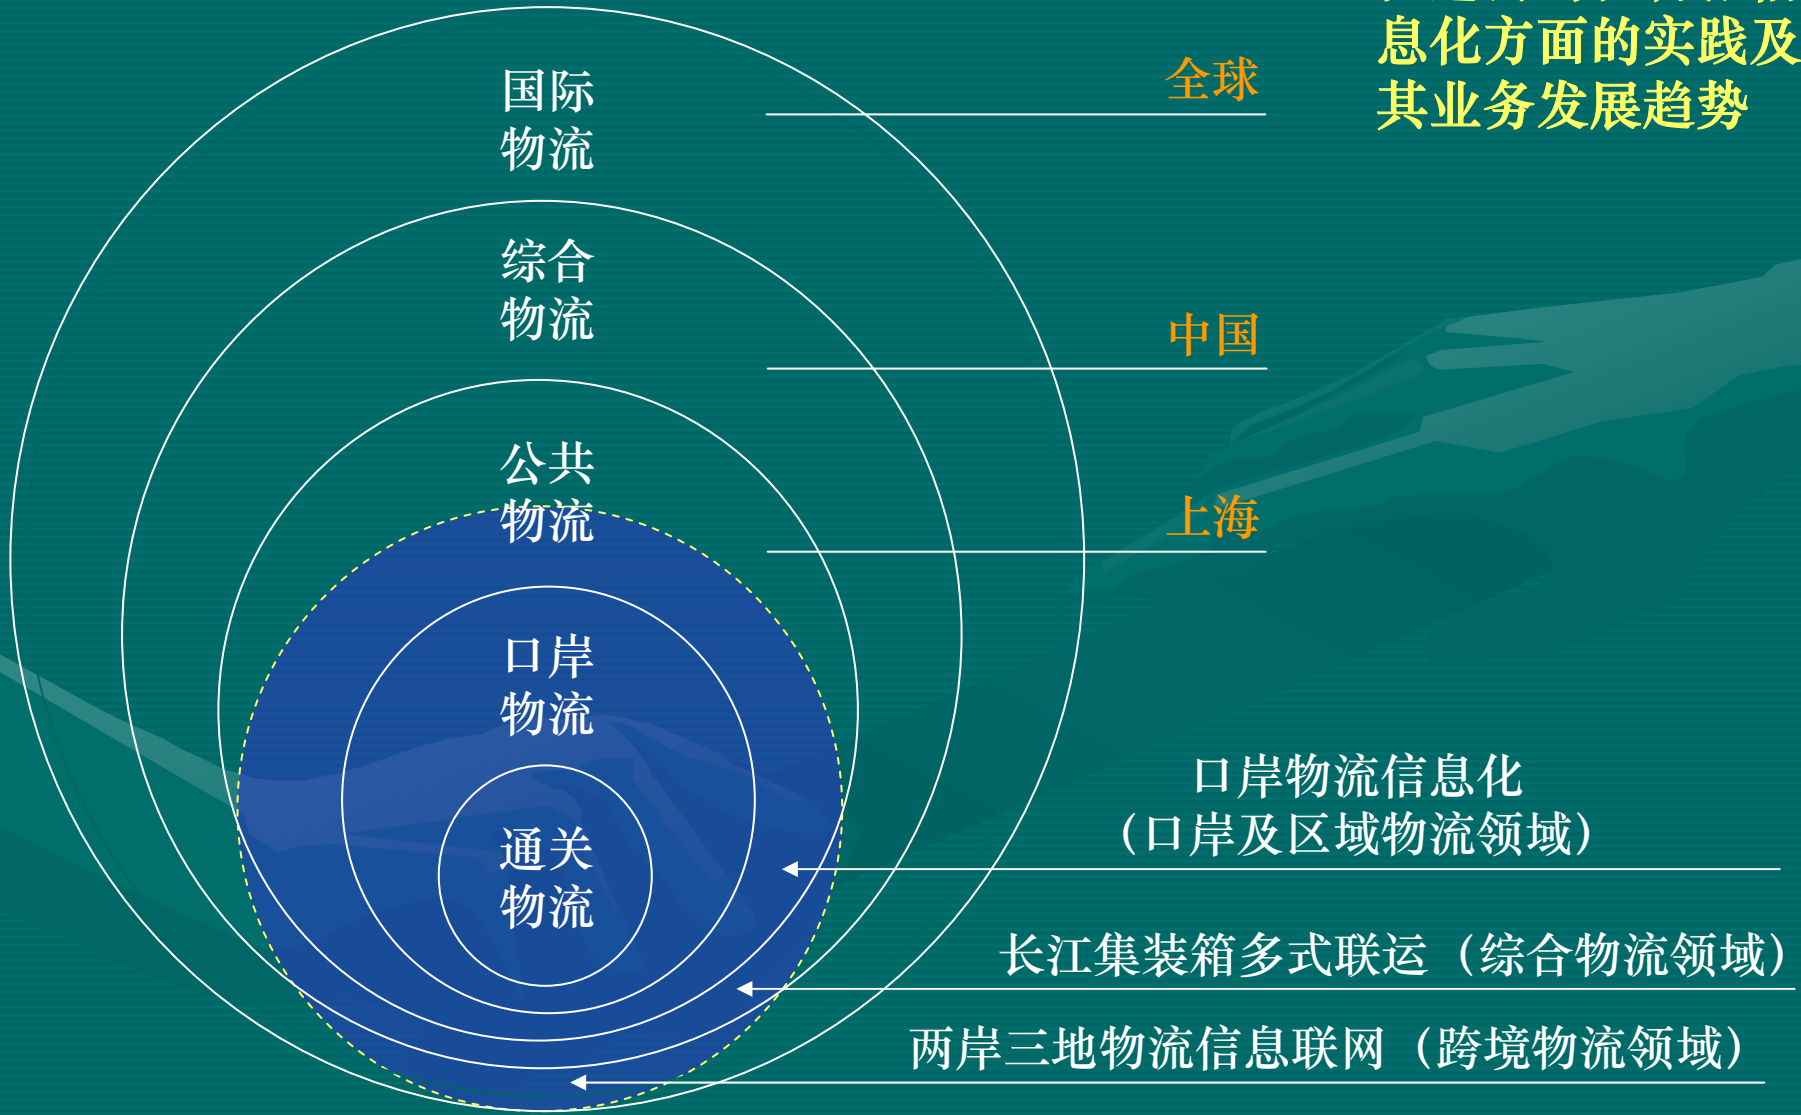 息化方面的实践及
其业务发展趋势
国际
物流
全球
综合
物流
中国
公共
物流
上海
口岸
物流
通关
物流
口岸物流信息化
（口岸及区域物流领域）
长江集装箱多式联运（综合物流领域）
两岸三地物流信息联网（跨境物流领域）